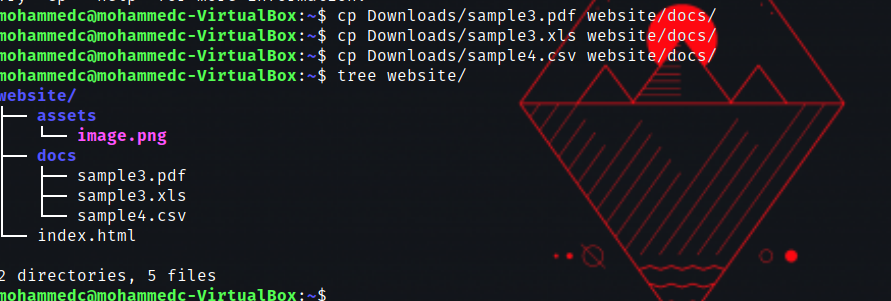 mohammedc@mohammedc-VirtualBox:~$ cp Downloads/sample3.pdf website/docs/
mohammedc@mohammedc-VirtualBox:~$ cp Downloads/sample3.xls website/docs/
mohammedc@mohammedc-VirtualBox:~$ cp Downloads/sample4.csv website/docs/
mohammedc@mohammedc-VirtualBox:~$ tree website/
website/
├── assets
│   └── image.png
├── docs
│   ├── sample3.pdf
│   ├── sample3.xls
│   └── sample4.csv
└── index.html
2 directories, 5 files
mohammedc@mohammedc-VirtualBox:~$